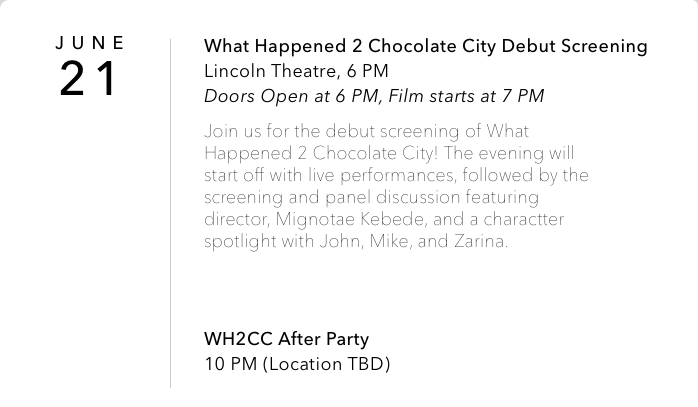 JUNE
21
What Happened 2 Chocolate City Debut Screening
Lincoln Theatre, 6 PM
Doors Open at 6 PM, Film starts at 7 PM
Join us for the debut screening of What
Happened 2 Chocolate City! The evening will
start off with live performances, followed by the
screening and panel discussion featuring
director, Mignotae Kebede, and a charactter
spotlight with John, Mike, and Zarina.
WH2CC After Party
10 PM (Location TBD)